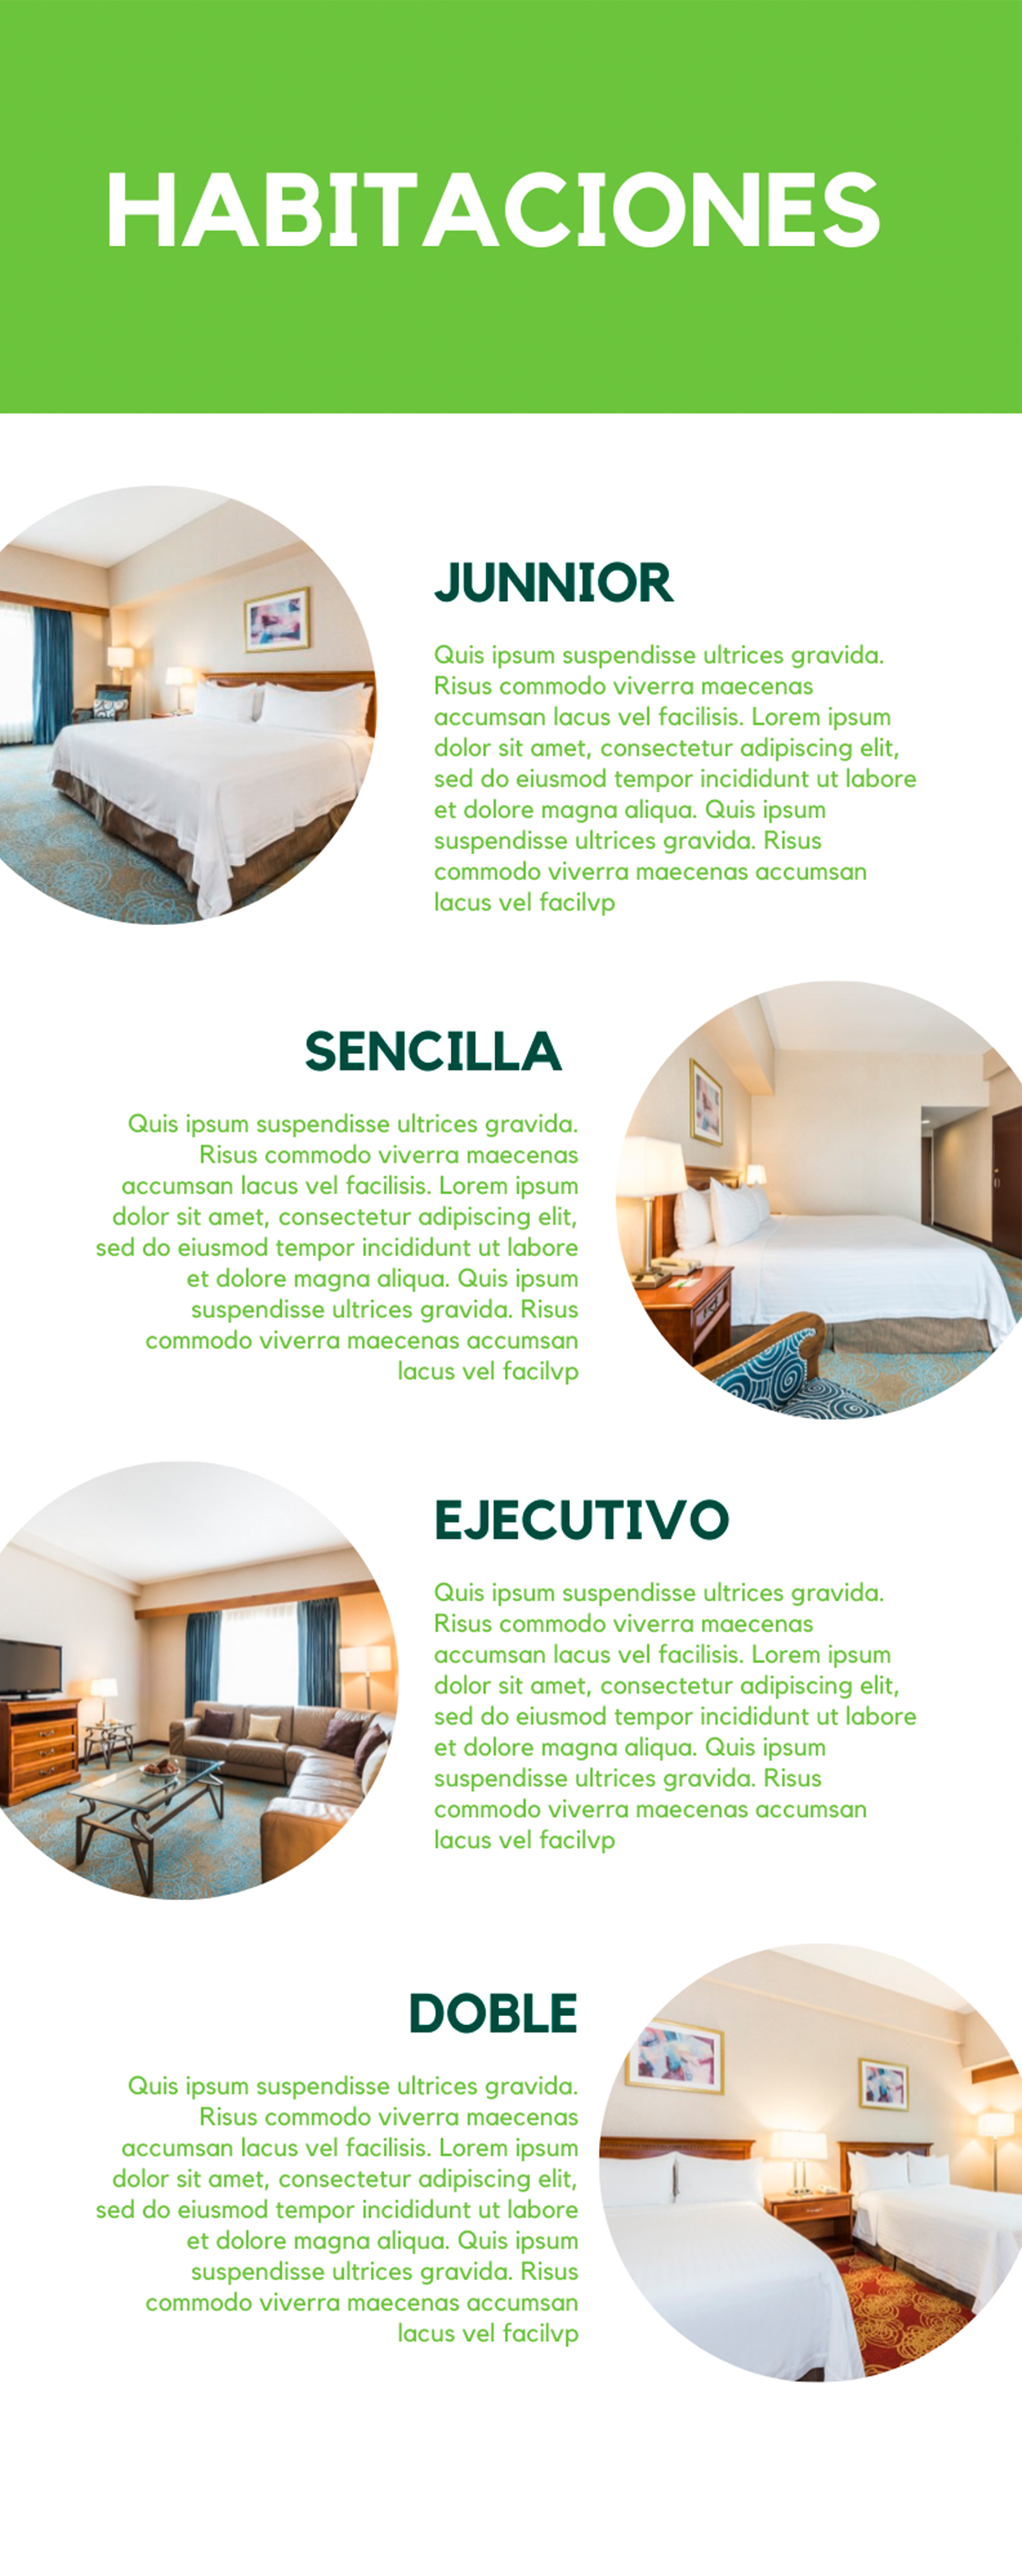 HABITACIONES
JUNNIOR
Quis ipsum suspendisse ultrices gravida.
Risus commodo viverra maecenas
accumsan lacus vel facilisis. Lorem ipsum
dolor sit amet, consectetur adipiscing elit,
sed do eiusmod tempor incididunt ut labore
et dolore magna aliqua. Quis ipsum
suspendisse ultrices gravida. Risus
commodo viverra maecenas accumsan
lacus vel facilvp
SENCILLA
Quis ipsum suspendisse ultrices gravida.
Risus commodo viverra maecenas
accumsan lacus vel facilisis. Lorem ipsum
dolor sit amet, consectetur adipiscing elit,
sed do eiusmod tempor incididunt ut labore
et dolore magna aliqua. Quis ipsum
suspendisse ultrices gravida. Risus
commodo viverra maecenas accumsan
lacus vel facilvp
EJECUTIVO
Quis ipsum suspendisse ultrices gravida.
Risus commodo viverra maecenas
accumsan lacus vel facilisis. Lorem ipsum
dolor sit amet, consectetur adipiscing elit,
sed do eiusmod tempor incididunt ut labore
et dolore magna aliqua. Quis ipsum
suspendisse ultrices gravida. Risus
commodo viverra maecenas accumsan
lacus vel facilvp
DOBLE
Quis ipsum suspendisse ultrices gravida.
Risus commodo viverra maecenas
accumsan lacus vel facilisis. Lorem ipsum
dolor sit amet, consectetur adipiscing elit,
sed do eiusmod tempor incididunt ut labore
et dolore magna aliqua. Quis ipsum
suspendisse ultrices gravida. Risus
commodo viverra maecenas accumsan
lacus vel facilvp